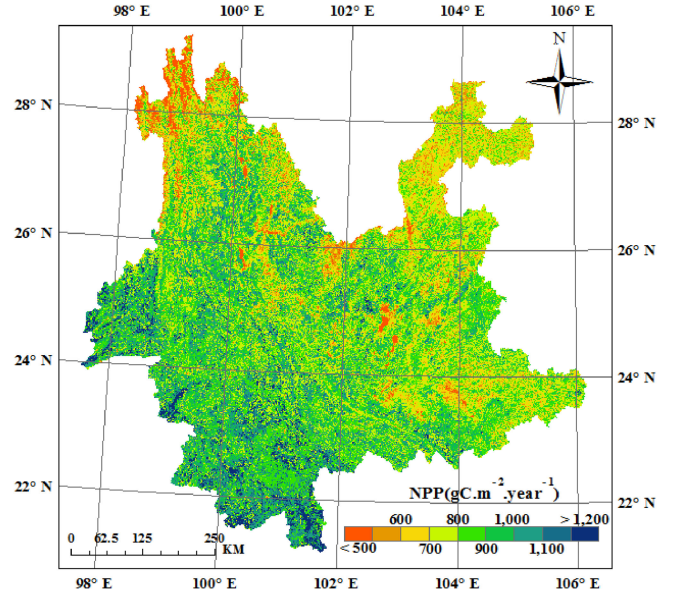 98° E 100° E 102° E 104° E 106° E
N
28° N 28° N
26° N 26° N
24° N 24° N
22° N 22° N
NPP(gC.m⁻².year⁻¹)
600 800 1,000 >1,200
<500 700 900 1,100
0 62.5 125 250
KM
98° E 100° E 102° E 104° E 106° E